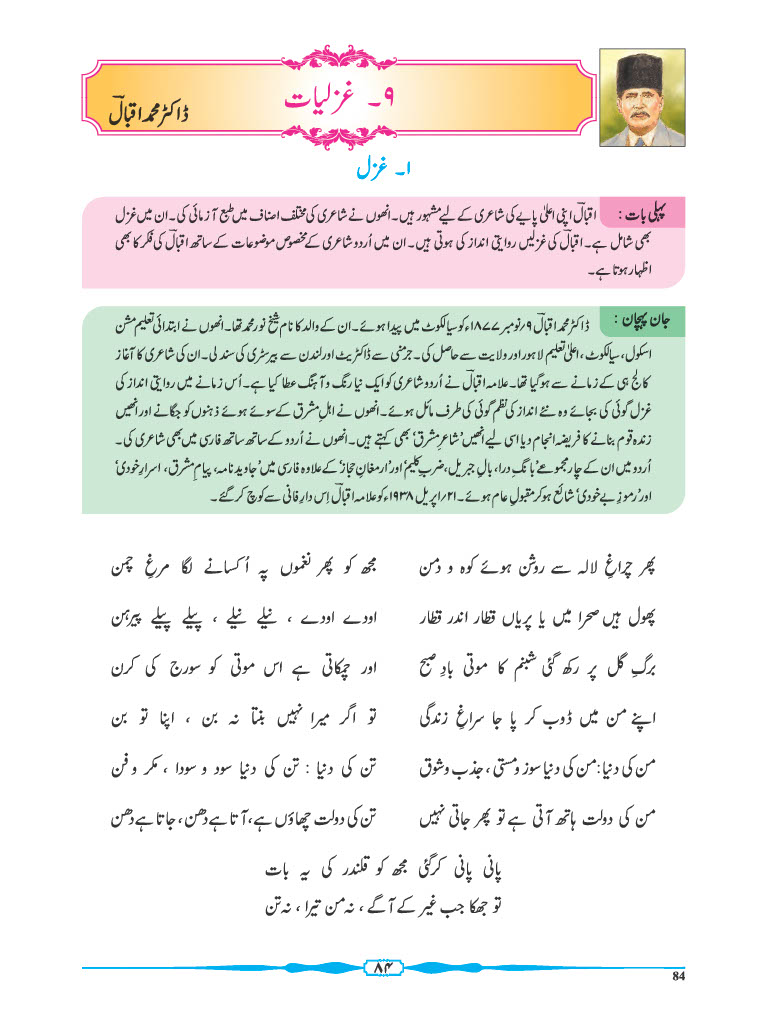 ۹۔ غزلیات
ڈاکٹر محمد اقبالؔ
۱۔ غزل
پہلی بات : اقبالؔ اپنی اعلیٰ پایے کی شاعری کے لیے مشہور ہیں۔ انھوں نے شاعری کی مختلف اصناف میں طبع آزمائی کی۔ ان میں غزل
بھی شامل ہے۔ اقبالؔ کی غزلیں روایتی انداز کی ہوتی ہیں۔ ان میں اُردو شاعری کے مخصوص موضوعات کے ساتھ اقبالؔ کی فکر کا بھی
اظہار ہوتا ہے۔
جان پہچان : ڈاکٹر محمد اقبالؔ ۹؍نومبر ۱۸۷۷ء کو سیالکوٹ میں پیدا ہوئے۔ ان کے والد کا نام شیخ نور محمد تھا۔ انھوں نے ابتدائی تعلیم مشن
اسکول، سیالکوٹ، اعلیٰ تعلیم لاہور اور ولایت سے حاصل کی۔ جرمنی سے ڈاکٹریٹ اور لندن سے بیرسٹری کی سند لی۔ ان کی شاعری کا آغاز
کالج ہی کے زمانے سے ہوگیا تھا۔ علامہ اقبالؔ نے اُردو شاعری کو ایک نیا رنگ و آہنگ عطا کیا ہے۔ اُس زمانے میں روایتی انداز کی
غزل گوئی کی بجائے وہ نئے انداز کی نظم گوئی کی طرف مائل ہوئے۔ انھوں نے اہلِ مشرق کے سوئے ہوئے ذہنوں کو جگانے اور انھیں
زندہ قوم بنانے کا فریضہ انجام دیا اسی لیے انھیں ’شاعرِ مشرق‘ بھی کہتے ہیں۔ انھوں نے اُردو کے ساتھ ساتھ فارسی میں بھی شاعری کی۔
اُردو میں ان کے چار مجموعے ’بانگِ درا، بالِ جبریل، ضربِ کلیم‘ اور ’ارمغانِ حجاز‘ کے علاوہ فارسی میں ’جاوید نامہ، پیامِ مشرق، اسرارِ خودی‘
اور ’رموزِ بے خودی‘ شائع ہو کر مقبولِ عام ہوئے۔ ۲۱؍اپریل ۱۹۳۸ء کو علامہ اقبالؔ اِس دارِ فانی سے کوچ کر گئے۔
پھر چراغِ لالہ سے روشن ہوئے کوہ و دمن مجھ کو پھر نغموں پہ اُکسانے لگا مرغِ چمن
پھول ہیں صحرا میں یا پریاں قطار اندر قطار اودے اودے ، نیلے نیلے ، پیلے پیلے پیرہن
برگِ گل پر رکھ گئی شبنم کا موتی بادِ صبح اور چمکاتی ہے اس موتی کو سورج کی کرن
اپنے من میں ڈوب کر پا جا سراغِ زندگی تو اگر میرا نہیں بنتا نہ بن ، اپنا تو بن
من کی دنیا: من کی دنیا سوز و مستی، جذب و شوق تن کی دنیا : تن کی دنیا سود و سودا ، مکر و فن
من کی دولت ہاتھ آتی ہے تو پھر جاتی نہیں تن کی دولت چھاؤں ہے، آتا ہے دھن، جاتا ہے دھن
پانی پانی کرگئی مجھ کو قلندر کی یہ بات
تو جھکا جب غیر کے آگے ، نہ من تیرا ، نہ تن
۸۴
84